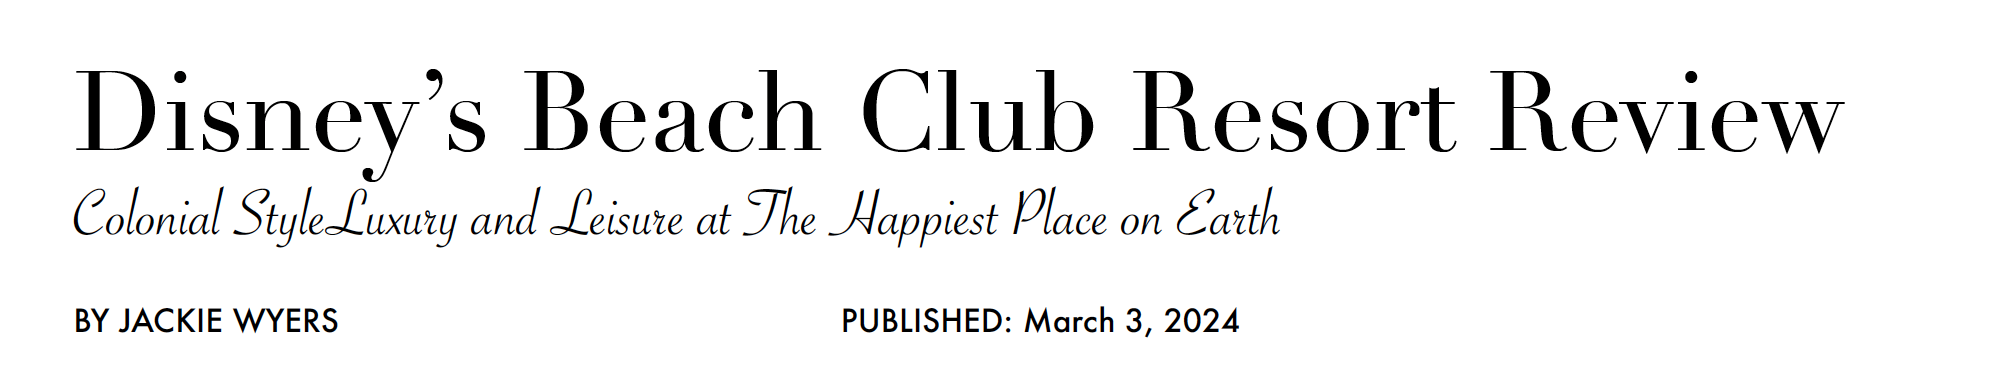 Disney’s Beach Club Resort Review
Colonial StyleLuxury and Leisure at The Happiest Place on Earth
BY JACKIE WYERS
PUBLISHED: March 3, 2024